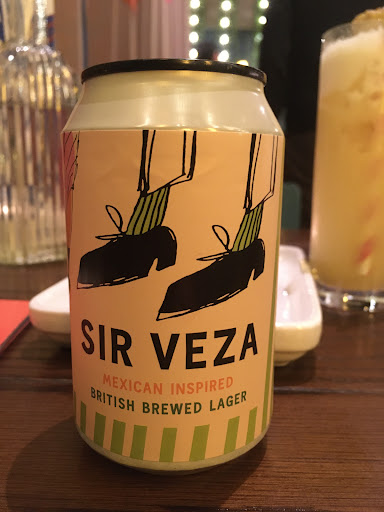 SIR VEZA
MEXICAN INSPIRED
BRITISH BREWED LAGER